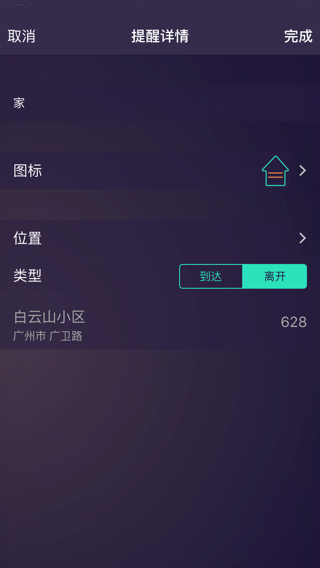 取消 提醒详情 完成
家
图标
位置
类型 到达 离开
白云山小区 628
广州市 广卫路